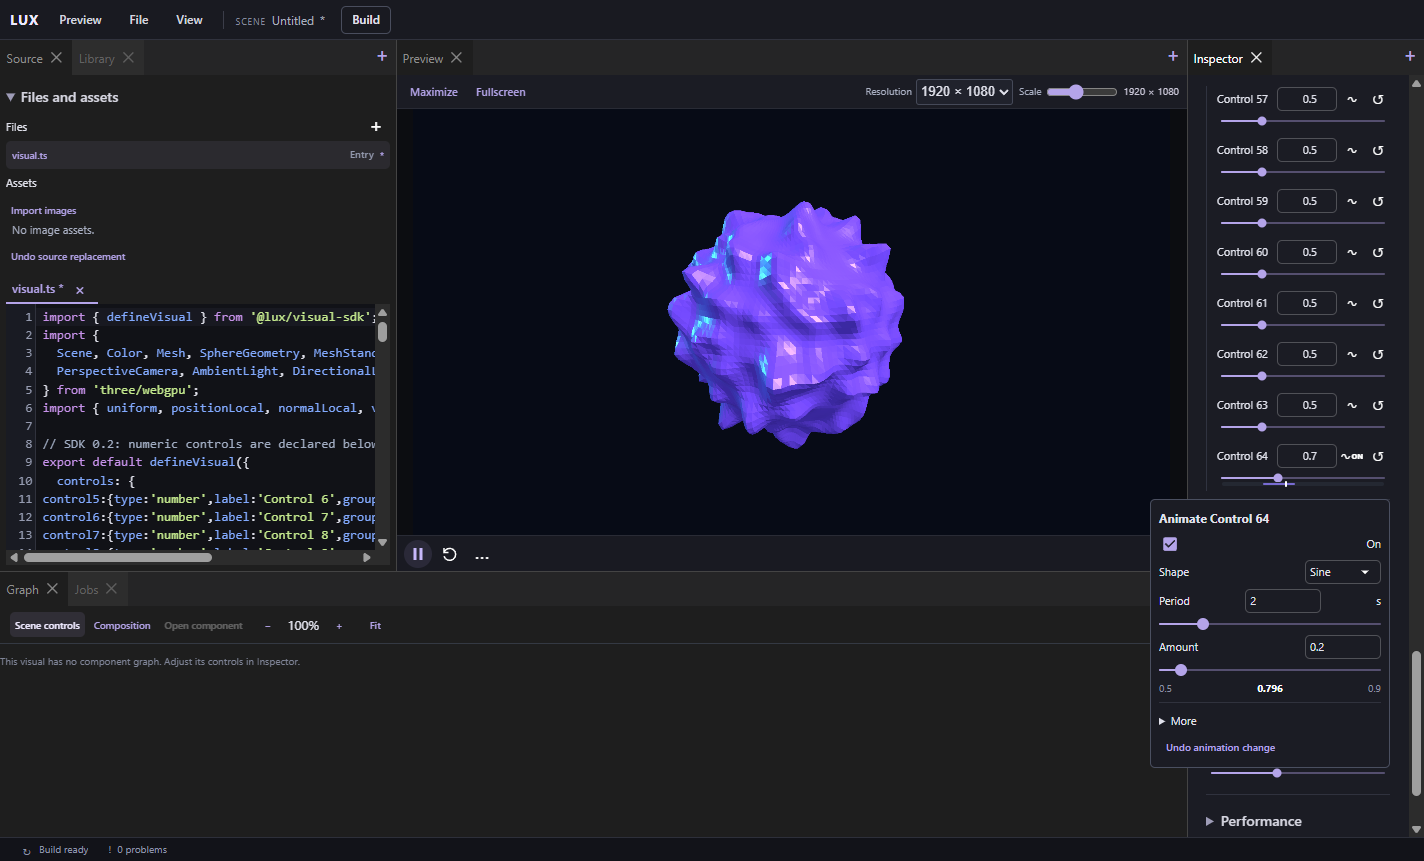 LUX Preview File View SCENE Untitled * Build
Source Library
Files and assets
Files
visual.ts Entry *
Assets
Import images
No image assets.
Undo source replacement
visual.ts *
1 import { defineVisual } from '@lux/visual-sdk';
2 import {
3 Scene, Color, Mesh, SphereGeometry, MeshStand
4 PerspectiveCamera, AmbientLight, DirectionalL
5 } from 'three/webgpu';
6 import { uniform, positionLocal, normalLocal, v
7
8 // SDK 0.2: numeric controls are declared below
9 export default defineVisual({
10 controls: {
11 control5:{type:'number',label:'Control 6',group
12 control6:{type:'number',label:'Control 7',group
13 control7:{type:'number',label:'Control 8',group
Preview
Maximize Fullscreen Resolution 1920 × 1080 Scale 1920 × 1080
Graph Jobs
Scene controls Composition Open component – 100% + Fit
This visual has no component graph. Adjust its controls in Inspector.
Inspector
Control 57 0.5
Control 58 0.5
Control 59 0.5
Control 60 0.5
Control 61 0.5
Control 62 0.5
Control 63 0.5
Control 64 0.7 ON
Animate Control 64
On
Shape Sine
Period 2 s
Amount 0.2
0.5 0.796 0.9
More
Undo animation change
Performance
Build ready ! 0 problems